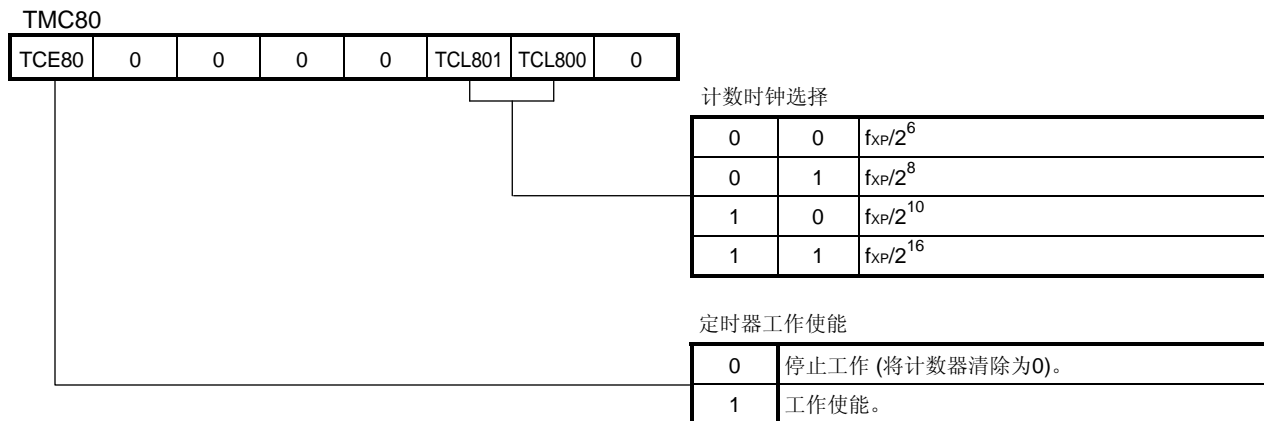 TMC80
TCE80 0 0 0 0 TCL801 TCL800 0
计数时钟选择
0 0 fXP/2^6
0 1 fXP/2^8
1 0 fXP/2^10
1 1 fXP/2^16
定时器工作使能
0 停止工作 (将计数器清除为0)。
1 工作使能。